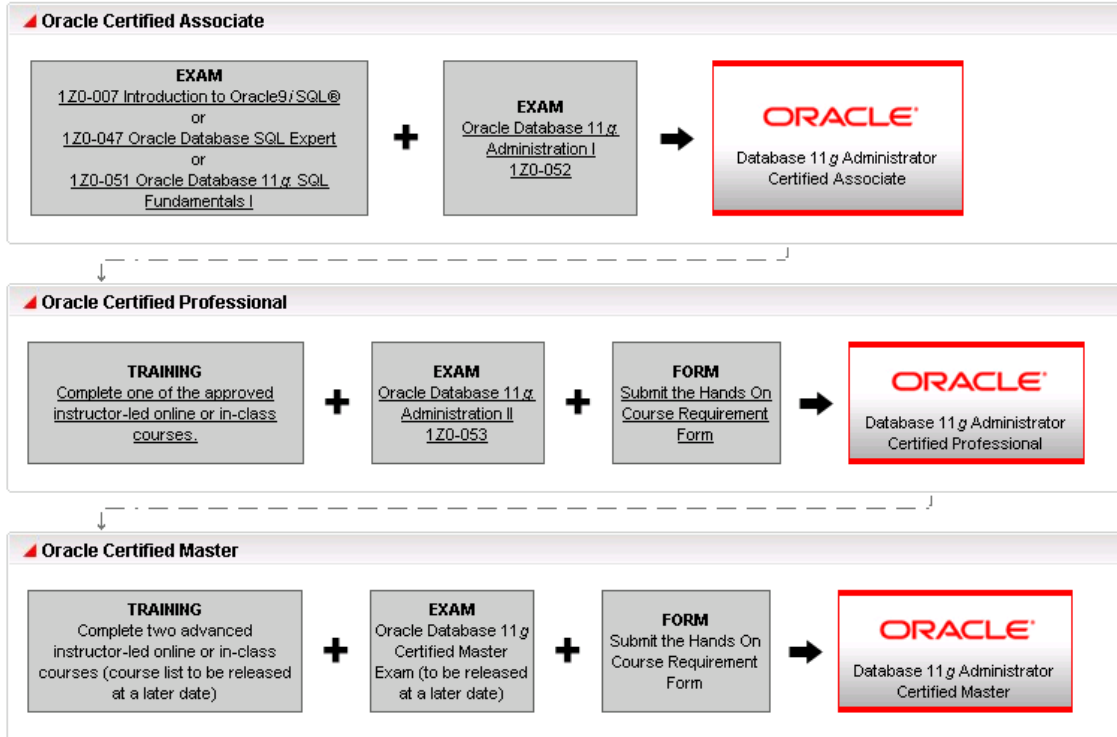 Oracle Certified Associate
EXAM
1Z0-007 Introduction to Oracle9i SQL®
or
1Z0-047 Oracle Database SQL Expert
or
1Z0-051 Oracle Database 11g SQL
Fundamentals I
EXAM
Oracle Database 11g
Administration I
1Z0-052
ORACLE®
Database 11g Administrator
Certified Associate
Oracle Certified Professional
TRAINING
Complete one of the approved
instructor-led online or in-class
courses.
EXAM
Oracle Database 11g
Administration II
1Z0-053
FORM
Submit the Hands On
Course Requirement
Form
ORACLE®
Database 11g Administrator
Certified Professional
Oracle Certified Master
TRAINING
Complete two advanced
instructor-led online or in-class
courses (course list to be released
at a later date)
EXAM
Oracle Database 11g
Certified Master
Exam (to be released
at a later date)
FORM
Submit the Hands On
Course Requirement
Form
ORACLE®
Database 11g Administrator
Certified Master